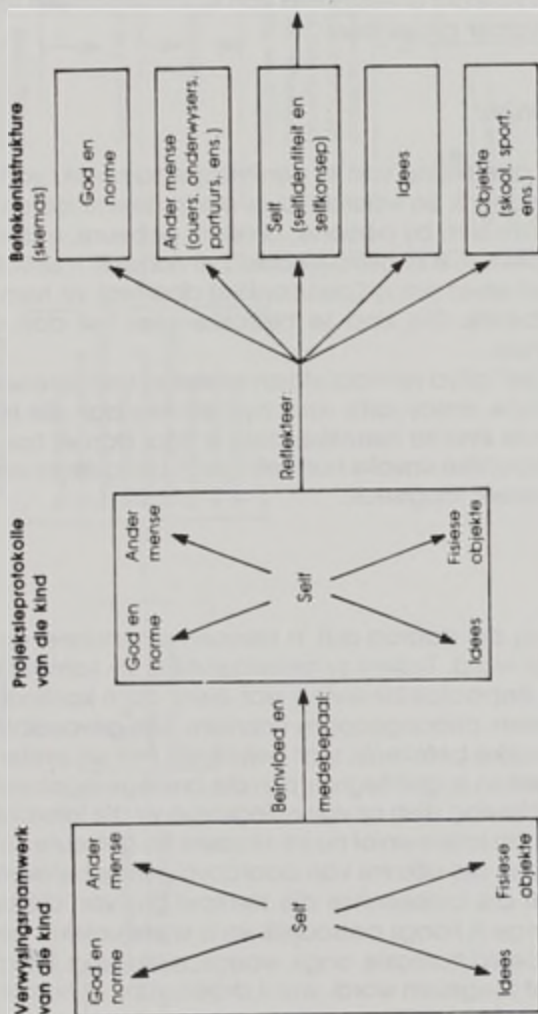 Verwysingsraamwerk
van die kind
God en
norme
Ander
mense
Self
Idees
Fisiese
objekte
Beïnvloed en
medebepaal
Projeksieprotokolle
van die kind
God en
norme
Ander
mense
Self
Idees
Fisiese
objekte
Reflekteer
Betekenisstrukture
(skemas)
God en
norme
Ander mense
(ouers, onderwysers,
portuurs, ens.)
Self
(selfidentiteit en
selfkonsep)
Idees
Objekte
(skool, sport,
ens.)